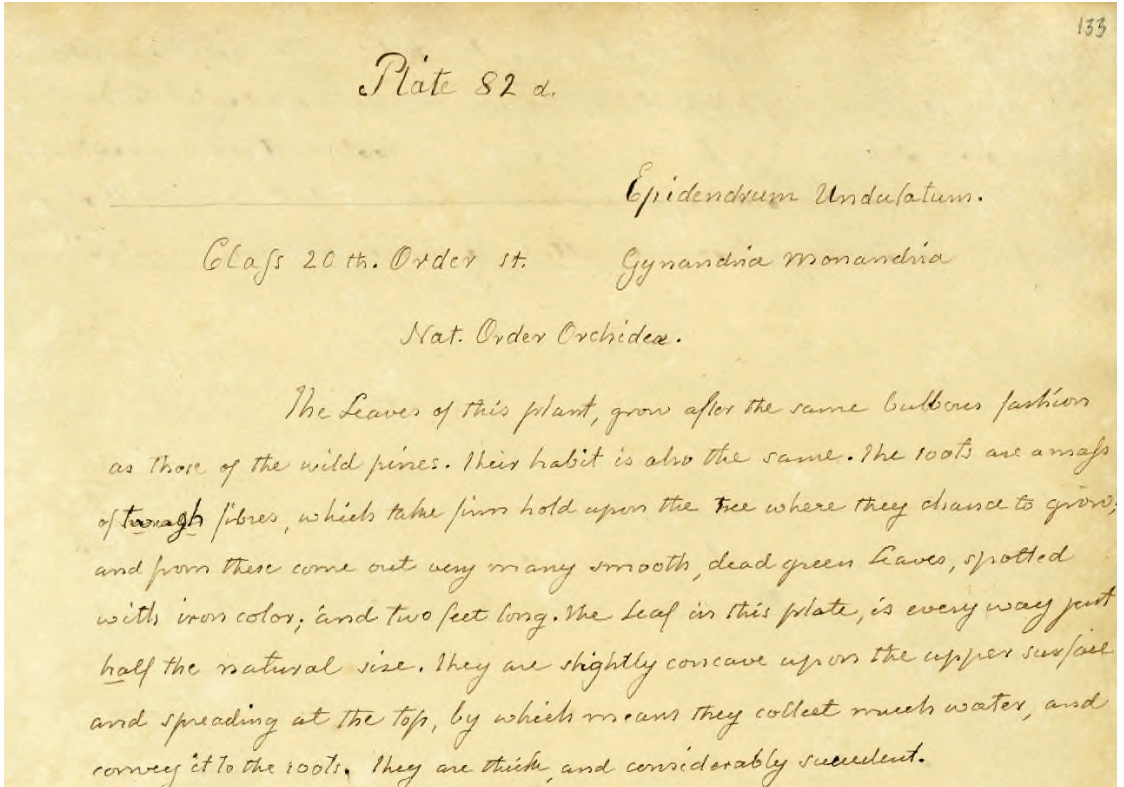 133
Plate 82 d.
Epidendrum Undulatum.
Class 20th. Order 1st. Gynandria Monandria
Nat. Order Orchideæ.
The Leaves of this plant, grow after the same bulbous fashion
as those of the wild pines. Their habit is also the same. The roots are a mass
of tough fibres, which take firm hold upon the tree where they chance to grow;
and from these come out very many smooth, dead green Leaves, spotted
with iron color; and two feet long. The Leaf in this plate, is every way just
half the natural size. They are slightly concave upon the upper surface
and spreading at the top, by which means they collect much water, and
convey it to the roots. They are thick, and considerably succulent.